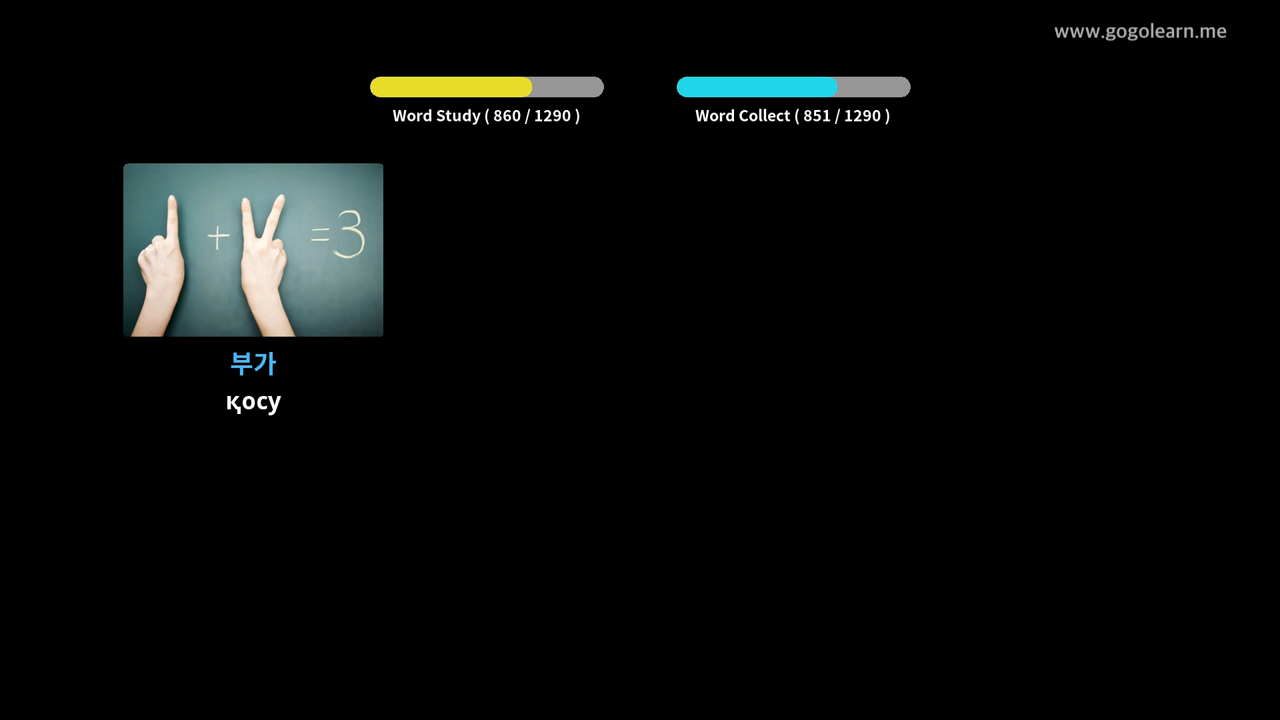 www.gogolearn.me
Word Study ( 860 / 1290 )
Word Collect ( 851 / 1290 )
+ =3
부가
қосу